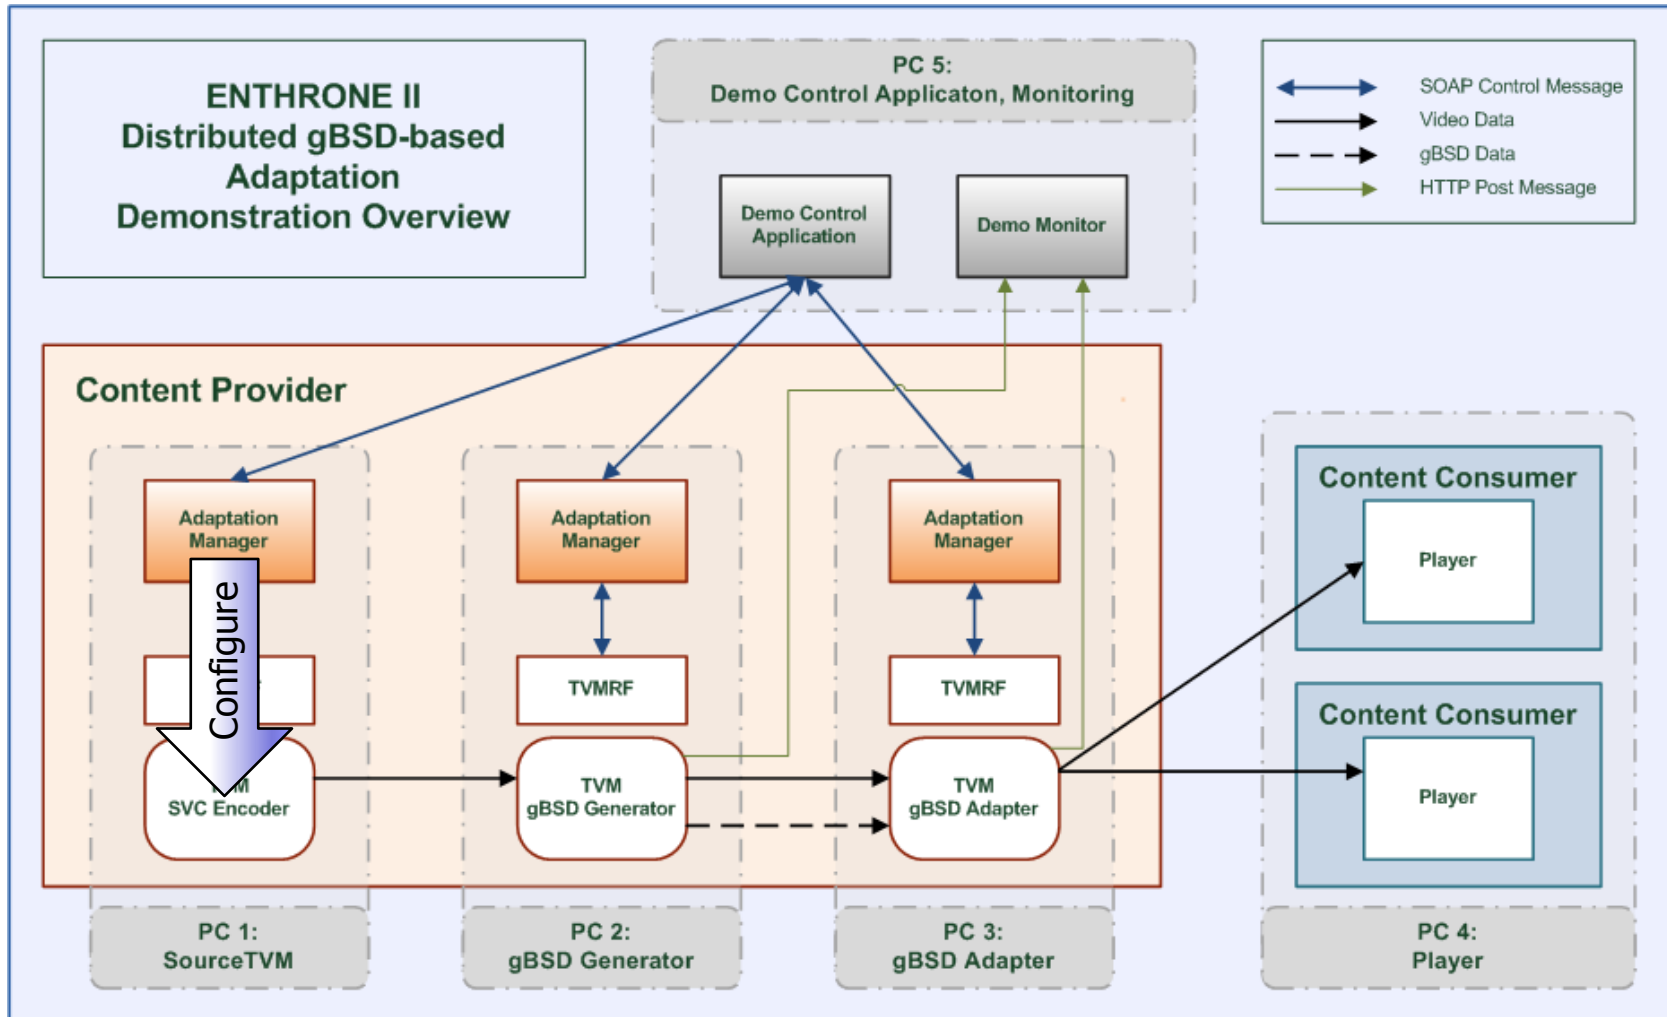 ENTHRONE II
Distributed gBSD-based
Adaptation
Demonstration Overview
PC 5:
Demo Control Applicaton, Monitoring
SOAP Control Message
Video Data
gBSD Data
HTTP Post Message
Demo Control
Application
Demo Monitor
Content Provider
Adaptation
Manager
Adaptation
Manager
Adaptation
Manager
Configure
TVMRF
TVMRF
SVC Encoder
TVM
gBSD Generator
TVM
gBSD Adapter
Content Consumer
Player
Content Consumer
Player
PC 1:
SourceTVM
PC 2:
gBSD Generator
PC 3:
gBSD Adapter
PC 4:
Player